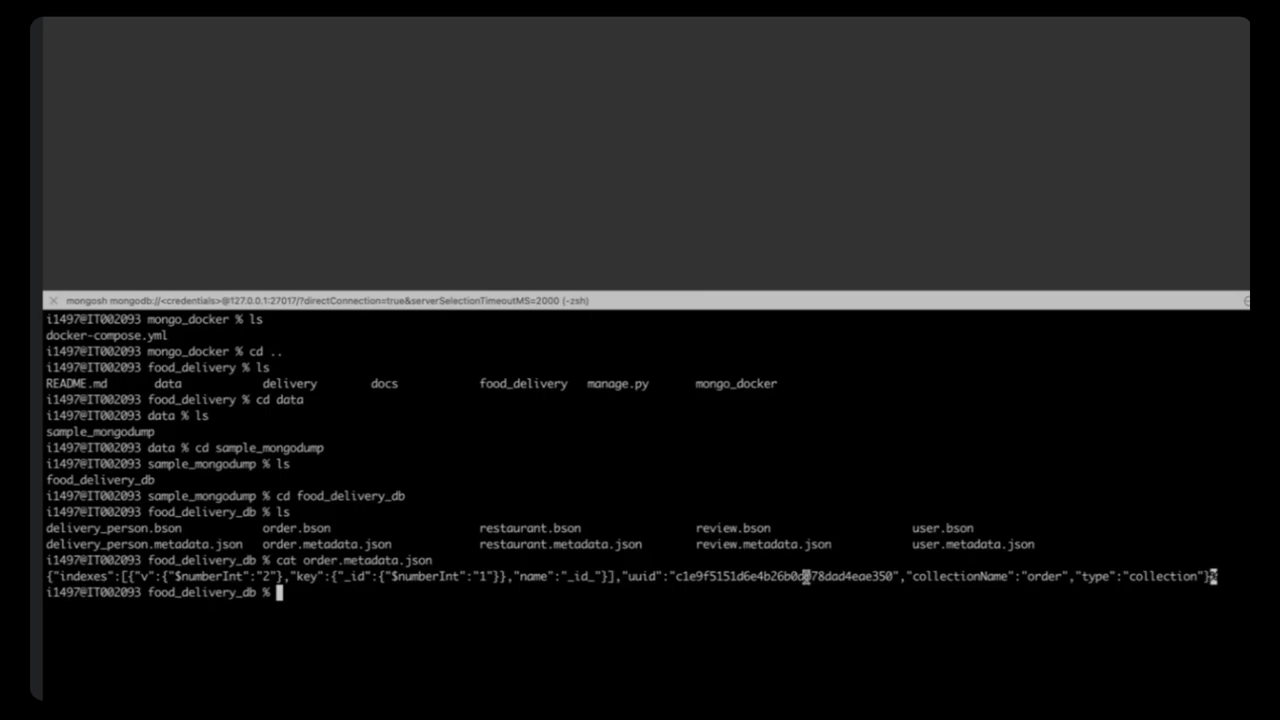 mongosh mongodb://<credentials>@127.0.0.1:27017/?directConnection=true&serverSelectionTimeoutMS=2000 (-zsh)
i1497@IT002093 mongo_docker % ls
docker-compose.yml
i1497@IT002093 mongo_docker % cd ..
i1497@IT002093 food_delivery % ls
README.md data delivery docs food_delivery manage.py mongo_docker
i1497@IT002093 food_delivery % cd data
i1497@IT002093 data % ls
sample_mongodump
i1497@IT002093 data % cd sample_mongodump
i1497@IT002093 sample_mongodump % ls
food_delivery_db
i1497@IT002093 sample_mongodump % cd food_delivery_db
i1497@IT002093 food_delivery_db % ls
delivery_person.bson order.bson restaurant.bson review.bson user.bson
delivery_person.metadata.json order.metadata.json restaurant.metadata.json review.metadata.json user.metadata.json
i1497@IT002093 food_delivery_db % cat order.metadata.json
{"indexes":[{"v":{"$numberInt":"2"},"key":{"_id":{"$numberInt":"1"}},"name":"_id_"}],"uuid":,"collectionName":"order","type":"collection"}%
i1497@IT002093 food_delivery_db %